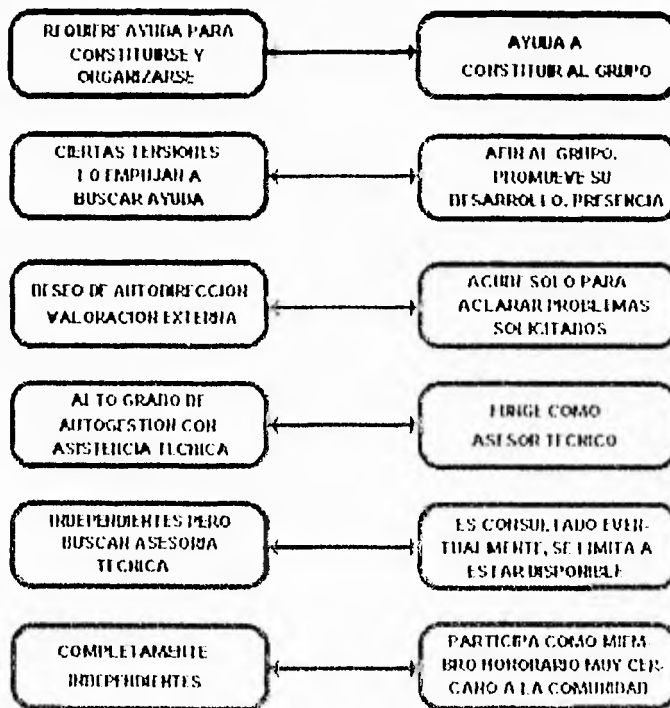 REQUIERE AYUDA PARA
CONSTITUIRSE Y
ORGANIZARSE
AYUDA A
CONSTITUIR AL GRUPO
CIERTAS TENSIONES
LO EMPUJAN A
BUSCAR AYUDA
AFIN AL GRUPO,
PROMUEVE SU
DESARROLLO, PRESENCIA
DESEO DE AUTODIRECCION
VALORACION EXTERNA
ACUDE SOLO PARA
ACLARAR PROBLEMAS
SOLICITADOS
ALTO GRADO DE
AUTOGESTION CON
ASISTENCIA TECNICA
FUNGE COMO
ASESOR TECNICO
INDEPENDIENTES PERO
BUSCAN ASESORIA
TECNICA
ES CONSULTADO EVEN-
TUALMENTE, SE LIMITA A
ESTAR DISPONIBLE
COMPLETAMENTE
INDEPENDIENTES
PARTICIPA COMO MIEM-
BRO HONORARIO MUY CER-
CANO A LA COMUNIDAD